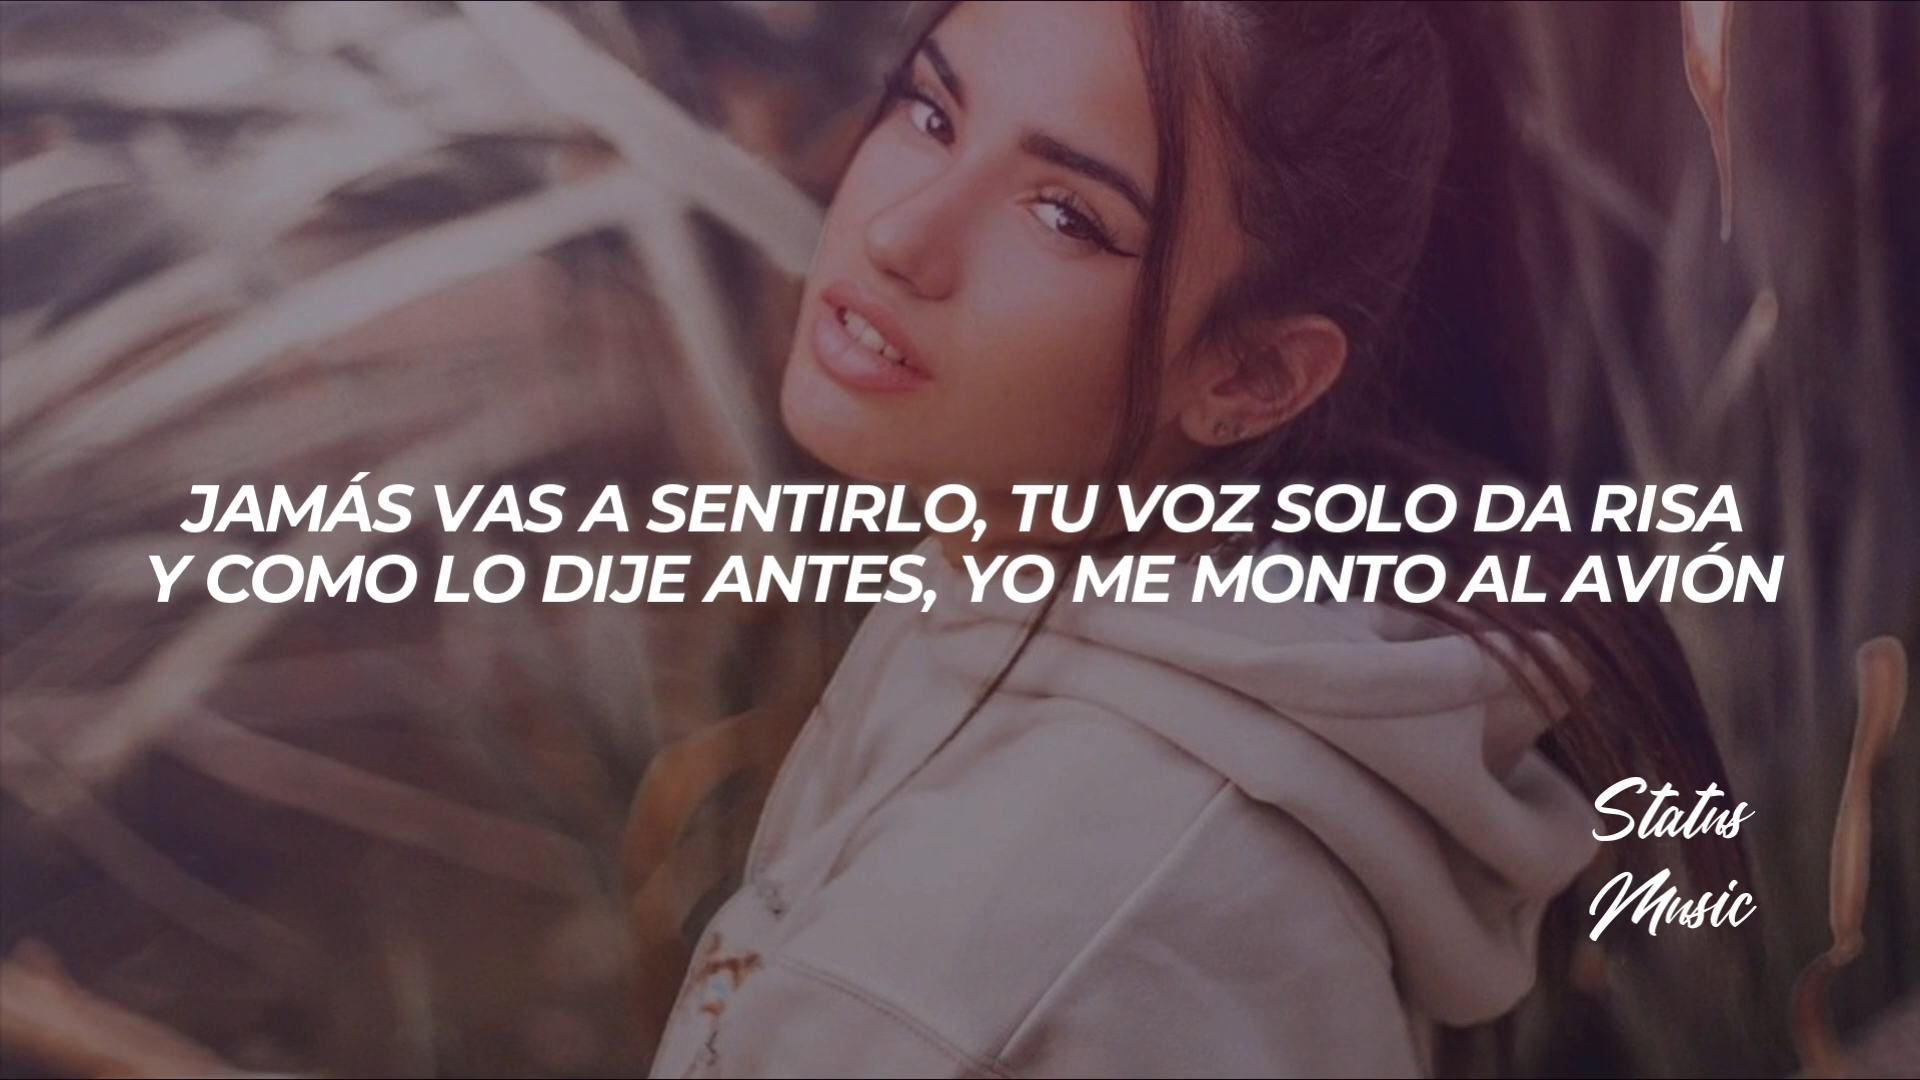 JAMÁS VAS A SENTIRLO, TU VOZ SOLO DA RISA
Y COMO LO DIJE ANTES, YO ME MONTO AL AVIÓN
Status
Music